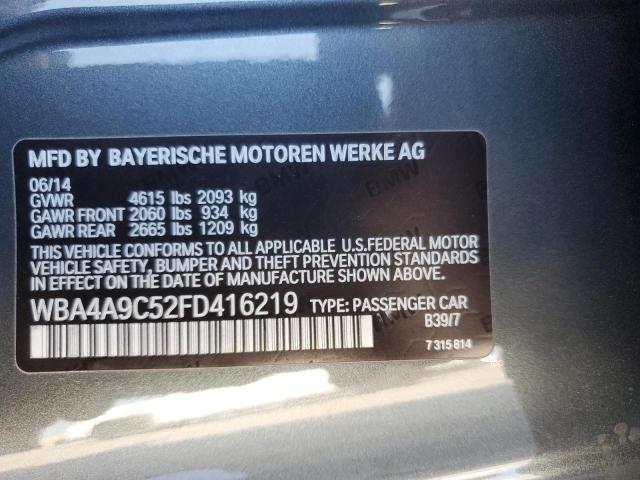 MFD BY BAYERISCHE MOTOREN WERKE AG
06/14
GVWR 4615 lbs 2093 kg
GAWR FRONT 2060 lbs 934 kg
GAWR REAR 2665 lbs 1209 kg
THIS VEHICLE CONFORMS TO ALL APPLICABLE U.S.FEDERAL MOTOR
VEHICLE SAFETY, BUMPER AND THEFT PREVENTION STANDARDS
IN EFFECT ON THE DATE OF MANUFACTURE SHOWN ABOVE.
WBA4A9C52FD416219 TYPE: PASSENGER CAR
B39/7
7 315 814